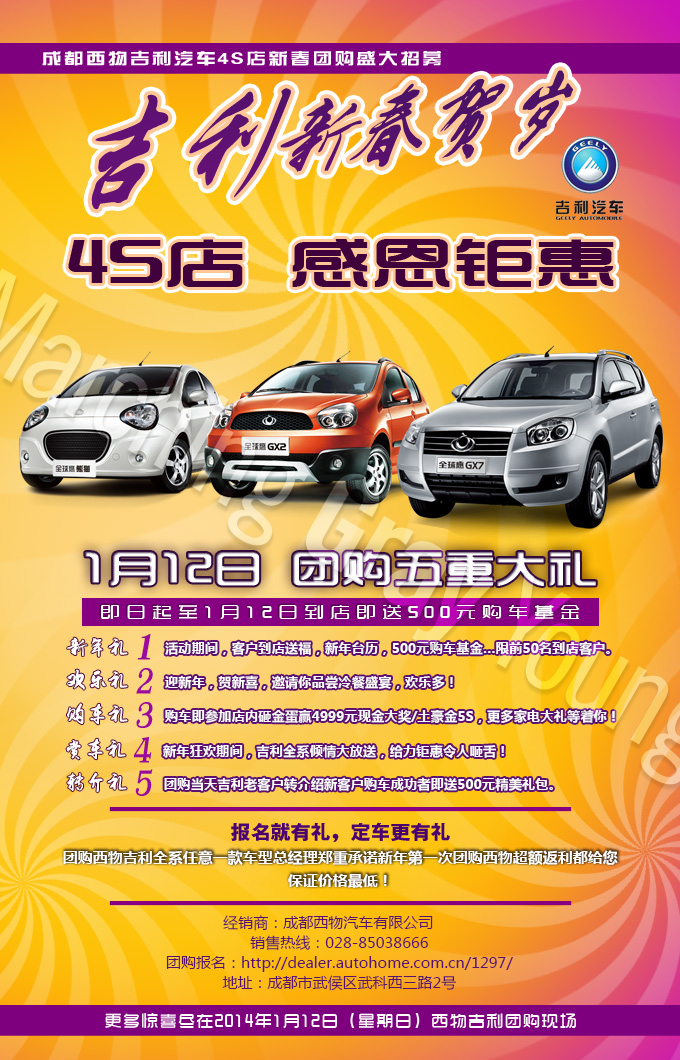 成都西物吉利汽车4S店新春团购盛大招募
吉利新春贺岁
GEELY
吉利汽车
GEELY AUTOMOBILE
4S店 感恩钜惠
全球鹰 熊猫
全球鹰 GX2
全球鹰 GX7
Marching Gray Young
1月12日 团购五重大礼
即日起至1月12日到店即送500元购车基金
新年礼 1 活动期间，客户到店送福，新年台历，500元购车基金...限前50名到店客户。
欢乐礼 2 迎新年，贺新喜，邀请你品尝冷餐盛宴，欢乐多！
购车礼 3 购车即参加店内砸金蛋赢4999元现金大奖/土豪金5S，更多家电大礼等着你！
赏车礼 4 新年狂欢期间，吉利全系倾情大放送，给力钜惠令人咂舌！
转介礼 5 团购当天吉利老客户转介绍新客户购车成功者即送500元精美礼包。
报名就有礼，定车更有礼
团购西物吉利全系任意一款车型总经理郑重承诺新年第一次团购西物超额返利都给您
保证价格最低！
经销商：成都西物汽车有限公司
销售热线：028-85038666
团购报名：http://dealer.autohome.com.cn/1297/
地址：成都市武侯区武科西三路2号
更多惊喜尽在2014年1月12日（星期日）西物吉利团购现场